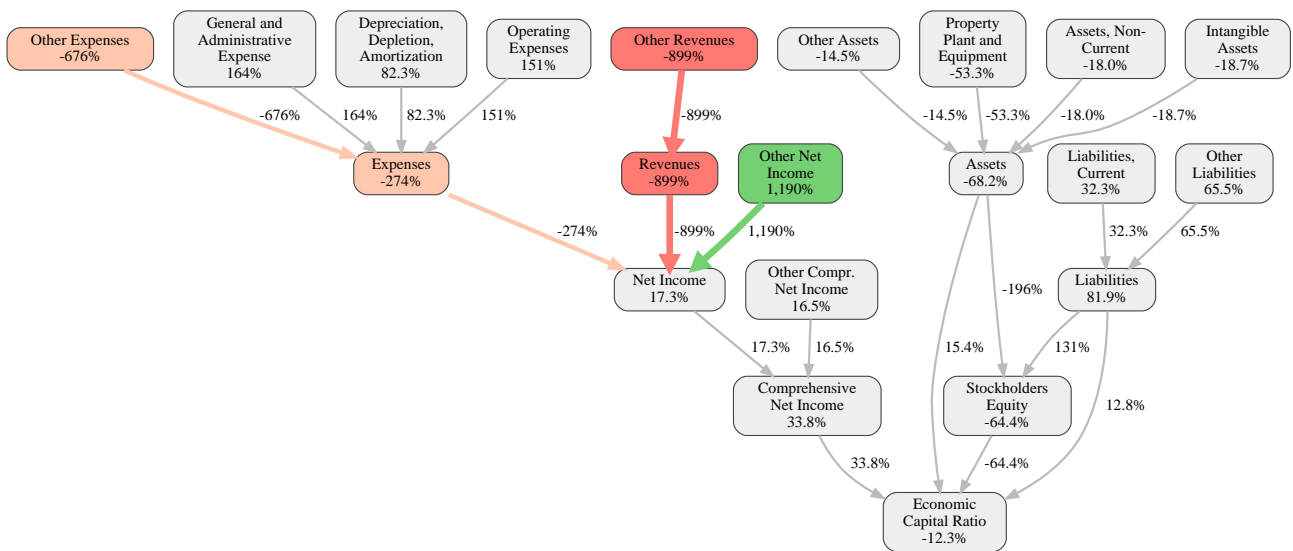 Other Expenses
-676%
General and
Administrative
Expense
164%
Depreciation,
Depletion,
Amortization
82.3%
Operating
Expenses
151%
Other Revenues
-899%
Other Assets
-14.5%
Property
Plant and
Equipment
-53.3%
Assets, Non-
Current
-18.0%
Intangible
Assets
-18.7%
-676%
164%
82.3%
151%
-899%
-14.5%
-53.3%
-18.0%
-18.7%
Expenses
-274%
Revenues
-899%
Other Net
Income
1,190%
Assets
-68.2%
Liabilities,
Current
32.3%
Other
Liabilities
65.5%
-274%
-899%
1,190%
32.3%
65.5%
Net Income
17.3%
Other Compr.
Net Income
16.5%
-196%
Liabilities
81.9%
17.3%
16.5%
15.4%
131%
Comprehensive
Net Income
33.8%
Stockholders
Equity
-64.4%
12.8%
33.8%
-64.4%
Economic
Capital Ratio
-12.3%